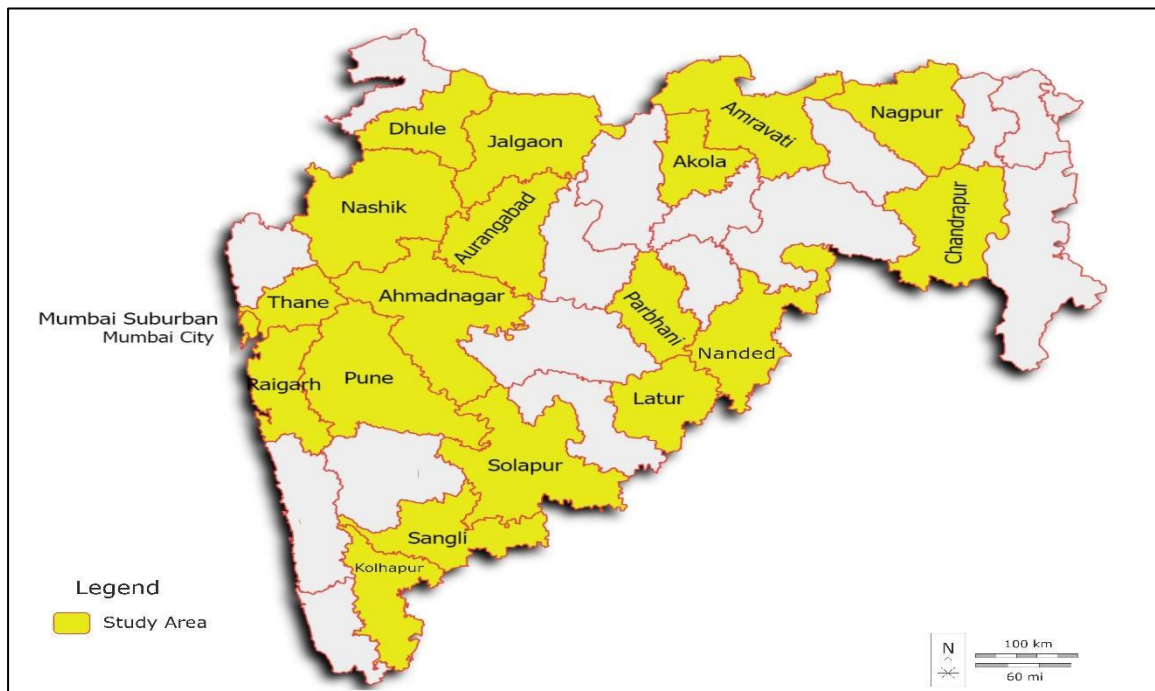 Nagpur
Amravati
Dhule
Jalgaon
Akola
Nashik
Aurangabad
Chandrapur
Thane
Ahmadnagar
Parbhani
Mumbai Suburban
Mumbai City
Nanded
Raigarh
Pune
Latur
Solapur
Sangli
Kolhapur
Legend
Study Area
N
100 km
60 mi